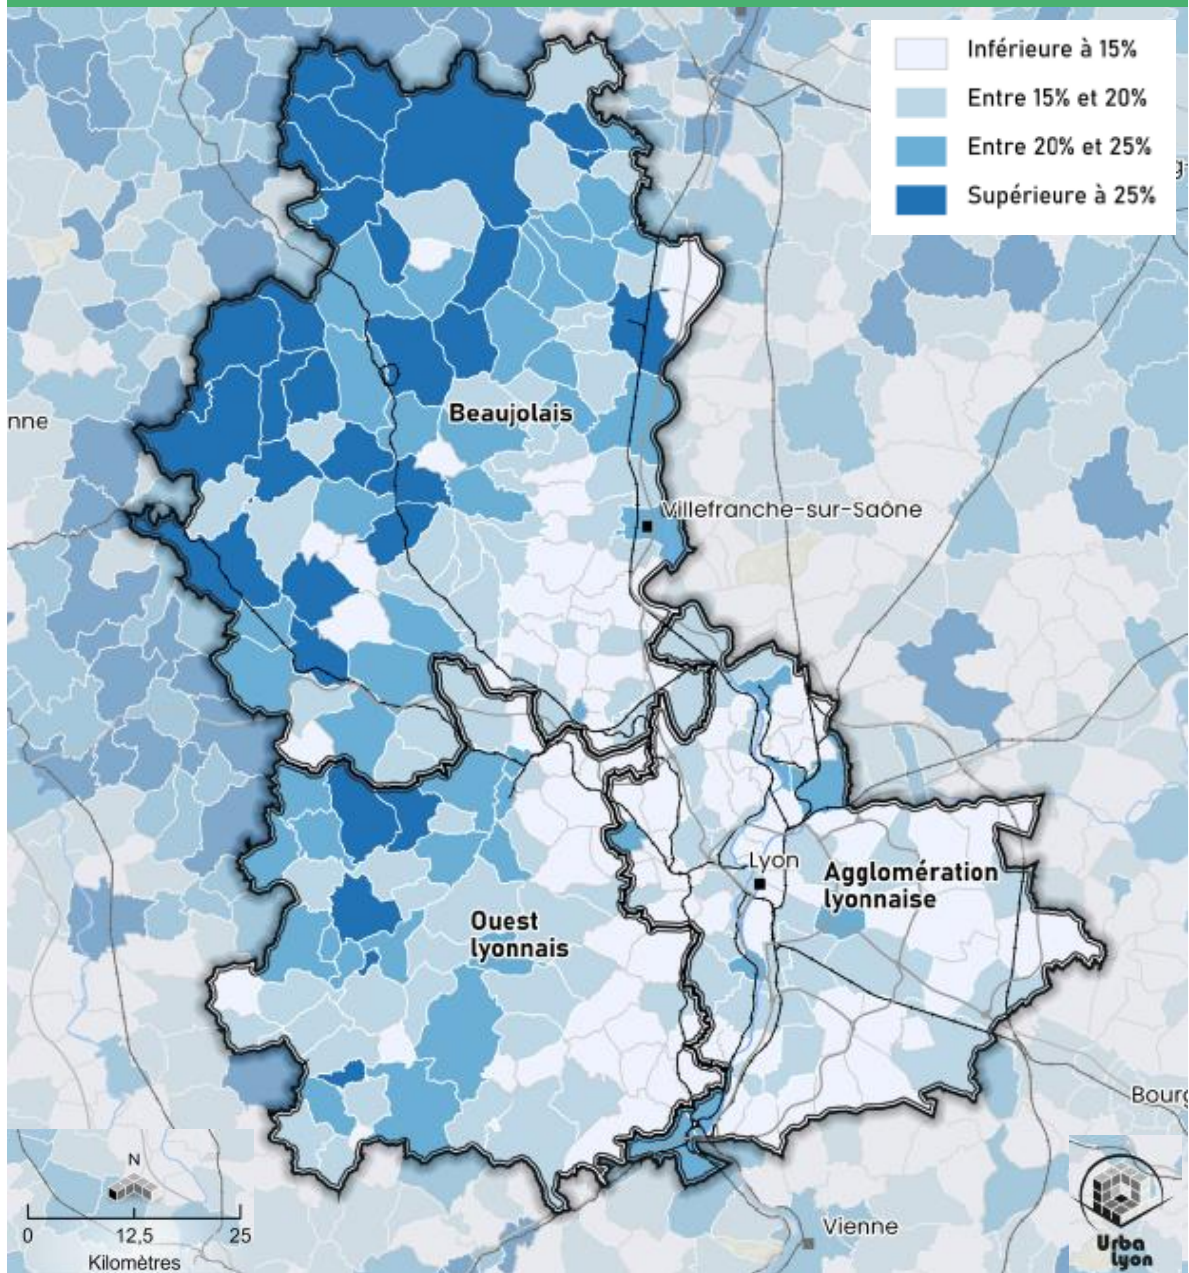 Inférieure à 15%
Entre 15% et 20%
Entre 20% et 25%
Supérieure à 25%
g-
nne
Beaujolais
Villefranche-sur-Saône
Lyon
Agglomération
lyonnaise
Ouest
lyonnais
Bourg
N
0 12,5 25
Kilomètres
Vienne
Urba
Lyon